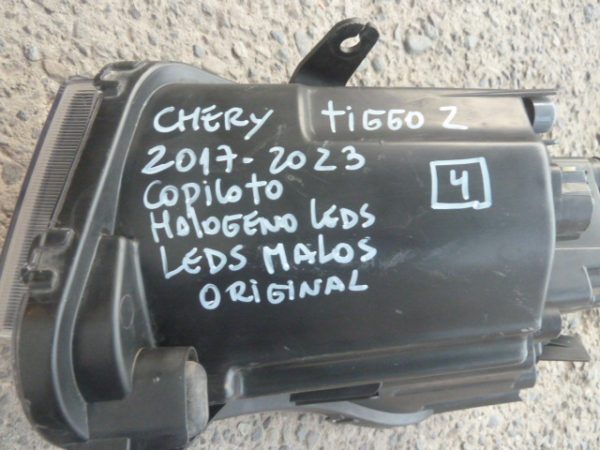 CHERY tiGGO 2
2017-2023
COPILOTO
4
HALOGENO LEDS
LEDS MALOS
ORIGINAL